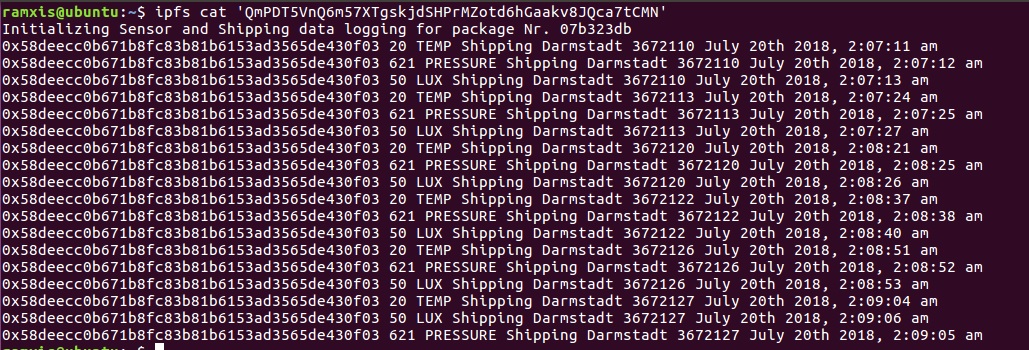 ramxis@ubuntu:~$ ipfs cat 'QmPDT5VnQ6m57XTgskjdSHPrMZotd6hGaakv8JQca7tCMN'
Initializing Sensor and Shipping data logging for package Nr. 07b323db
0x58deecc0b671b8fc83b81b6153ad3565de430f03 20 TEMP Shipping Darmstadt 3672110 July 20th 2018, 2:07:11 am
0x58deecc0b671b8fc83b81b6153ad3565de430f03 621 PRESSURE Shipping Darmstadt 3672110 July 20th 2018, 2:07:12 am
0x58deecc0b671b8fc83b81b6153ad3565de430f03 50 LUX Shipping Darmstadt 3672110 July 20th 2018, 2:07:13 am
0x58deecc0b671b8fc83b81b6153ad3565de430f03 20 TEMP Shipping Darmstadt 3672113 July 20th 2018, 2:07:24 am
0x58deecc0b671b8fc83b81b6153ad3565de430f03 621 PRESSURE Shipping Darmstadt 3672113 July 20th 2018, 2:07:25 am
0x58deecc0b671b8fc83b81b6153ad3565de430f03 50 LUX Shipping Darmstadt 3672113 July 20th 2018, 2:07:27 am
0x58deecc0b671b8fc83b81b6153ad3565de430f03 20 TEMP Shipping Darmstadt 3672120 July 20th 2018, 2:08:21 am
0x58deecc0b671b8fc83b81b6153ad3565de430f03 621 PRESSURE Shipping Darmstadt 3672120 July 20th 2018, 2:08:25 am
0x58deecc0b671b8fc83b81b6153ad3565de430f03 50 LUX Shipping Darmstadt 3672120 July 20th 2018, 2:08:26 am
0x58deecc0b671b8fc83b81b6153ad3565de430f03 20 TEMP Shipping Darmstadt 3672122 July 20th 2018, 2:08:37 am
0x58deecc0b671b8fc83b81b6153ad3565de430f03 621 PRESSURE Shipping Darmstadt 3672122 July 20th 2018, 2:08:38 am
0x58deecc0b671b8fc83b81b6153ad3565de430f03 50 LUX Shipping Darmstadt 3672122 July 20th 2018, 2:08:40 am
0x58deecc0b671b8fc83b81b6153ad3565de430f03 20 TEMP Shipping Darmstadt 3672126 July 20th 2018, 2:08:51 am
0x58deecc0b671b8fc83b81b6153ad3565de430f03 621 PRESSURE Shipping Darmstadt 3672126 July 20th 2018, 2:08:52 am
0x58deecc0b671b8fc83b81b6153ad3565de430f03 50 LUX Shipping Darmstadt 3672126 July 20th 2018, 2:08:53 am
0x58deecc0b671b8fc83b81b6153ad3565de430f03 20 TEMP Shipping Darmstadt 3672127 July 20th 2018, 2:09:04 am
0x58deecc0b671b8fc83b81b6153ad3565de430f03 50 LUX Shipping Darmstadt 3672127 July 20th 2018, 2:09:06 am
0x58deecc0b671b8fc83b81b6153ad3565de430f03 621 PRESSURE Shipping Darmstadt 3672127 July 20th 2018, 2:09:05 am
ramxis@ubuntu:~$